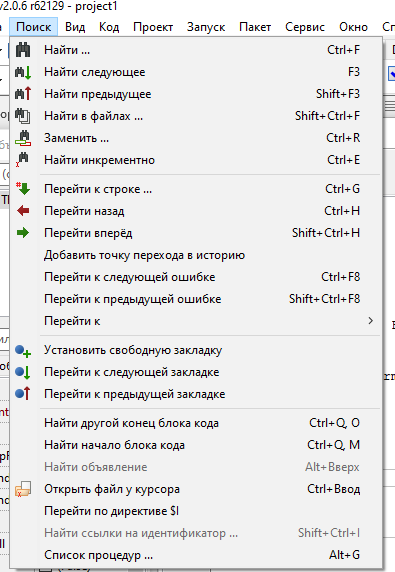 v2.0.6 r62129 - project1
Поиск Вид Код Проект Запуск Пакет Сервис Окно
Найти ... Ctrl+F
Найти следующее F3
Найти предыдущее Shift+F3
Найти в файлах ... Shift+Ctrl+F
Заменить ... Ctrl+R
Найти инкрементно Ctrl+E
Перейти к строке ... Ctrl+G
Перейти назад Ctrl+H
Перейти вперёд Shift+Ctrl+H
Добавить точку перехода в историю
Перейти к следующей ошибке Ctrl+F8
Перейти к предыдущей ошибке Shift+Ctrl+F8
Перейти к
Установить свободную закладку
Перейти к следующей закладке
Перейти к предыдущей закладке
Найти другой конец блока кода Ctrl+Q, O
Найти начало блока кода Ctrl+Q, M
Найти объявление Alt+Вверх
Открыть файл у курсора Ctrl+Ввод
Перейти по директиве $I
Найти ссылки на идентификатор ... Shift+Ctrl+I
Список процедур ... Alt+G